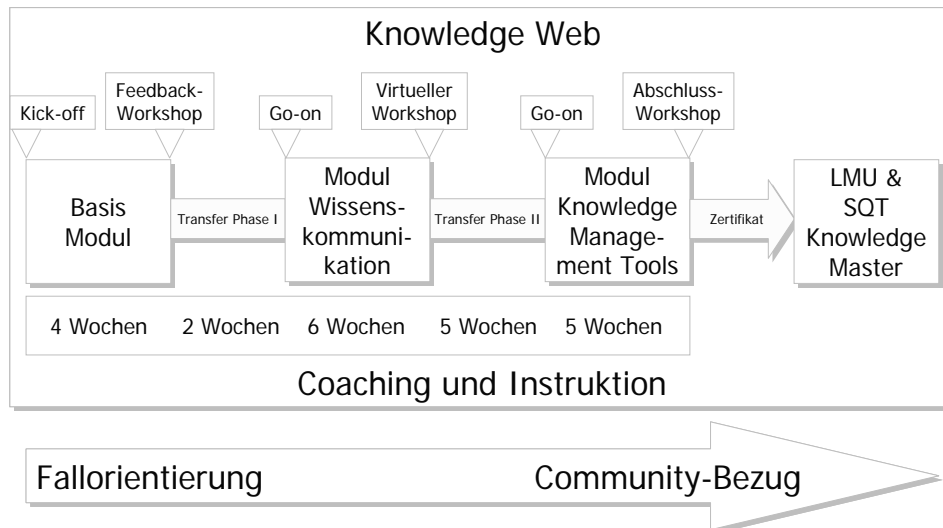 Knowledge Web
Kick-off
Feedback-
Workshop
Go-on
Virtueller
Workshop
Go-on
Abschluss-
Workshop
Basis
Modul
Transfer Phase I
Modul
Wissens-
kommuni-
kation
Transfer Phase II
Modul
Knowledge
Manage-
ment Tools
Zertifikat
LMU &
SQT
Knowledge
Master
4 Wochen 2 Wochen 6 Wochen 5 Wochen 5 Wochen
Coaching und Instruktion
Fallorientierung Community-Bezug